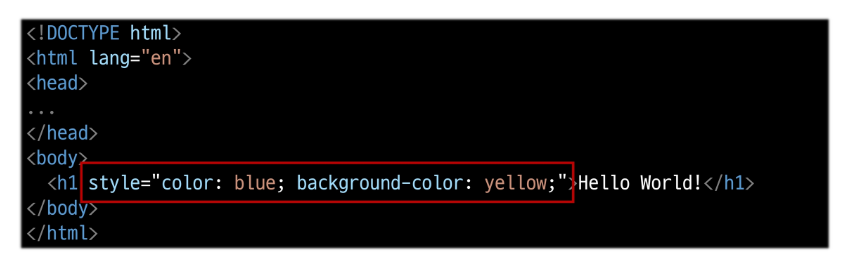 <!DOCTYPE html>
<html lang="en">
<head>
...
</head>
<body>
<h1 style="color: blue; background-color: yellow;">Hello World!</h1>
</body>
</html>